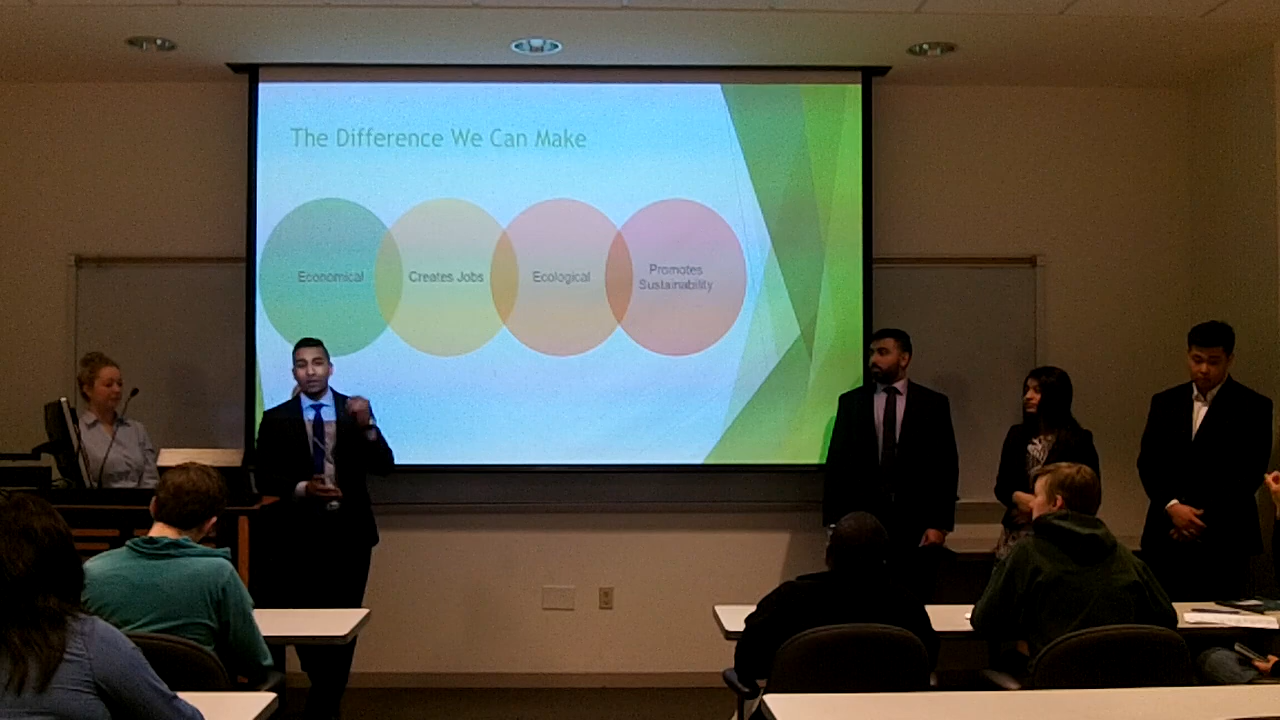 The Difference We Can Make
Economical
Creates Jobs
Ecological
Promotes
Sustainability